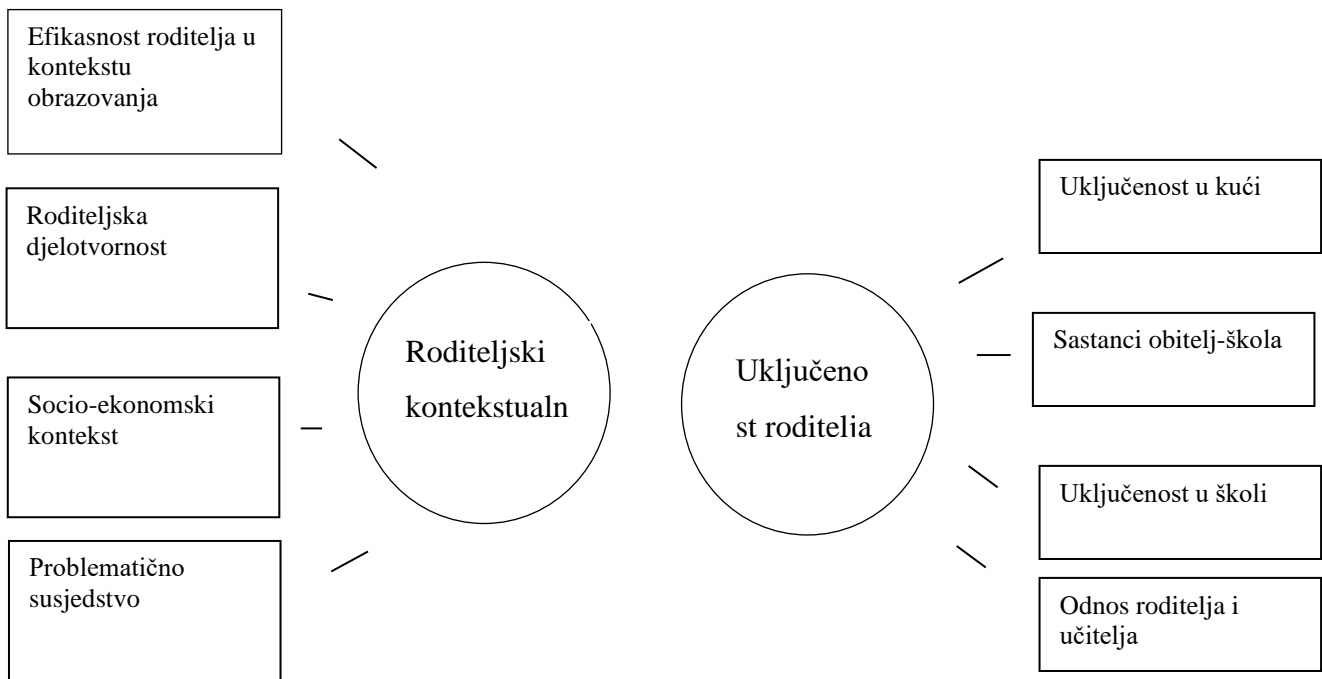 Efikasnost roditelja u
kontekstu
obrazovanja
Roditeljska
djelotvornost
Socio-ekonomski
kontekst
Problematično
susjedstvo
Roditeljski
kontekstualn
Uključeno
st roditelja
Uključenost u kući
Sastanci obitelj-škola
Uključenost u školi
Odnos roditelja i
učitelja